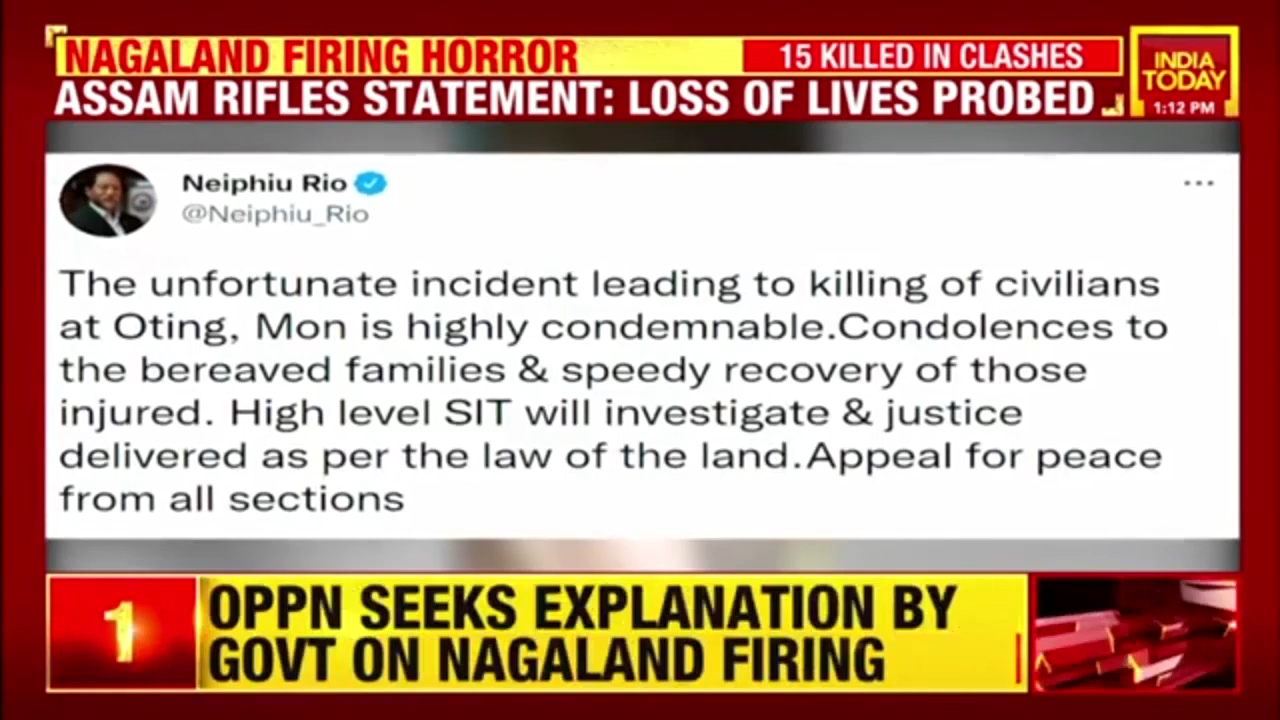 NAGALAND FIRING HORROR
15 KILLED IN CLASHES
INDIA
TODAY
1:12 PM
ASSAM RIFLES STATEMENT: LOSS OF LIVES PROBED
Neiphiu Rio
@Neiphiu_Rio
The unfortunate incident leading to killing of civilians
at Oting, Mon is highly condemnable.Condolences to
the bereaved families & speedy recovery of those
injured. High level SIT will investigate & justice
delivered as per the law of the land.Appeal for peace
from all sections
1
OPPN SEEKS EXPLANATION BY
GOVT ON NAGALAND FIRING